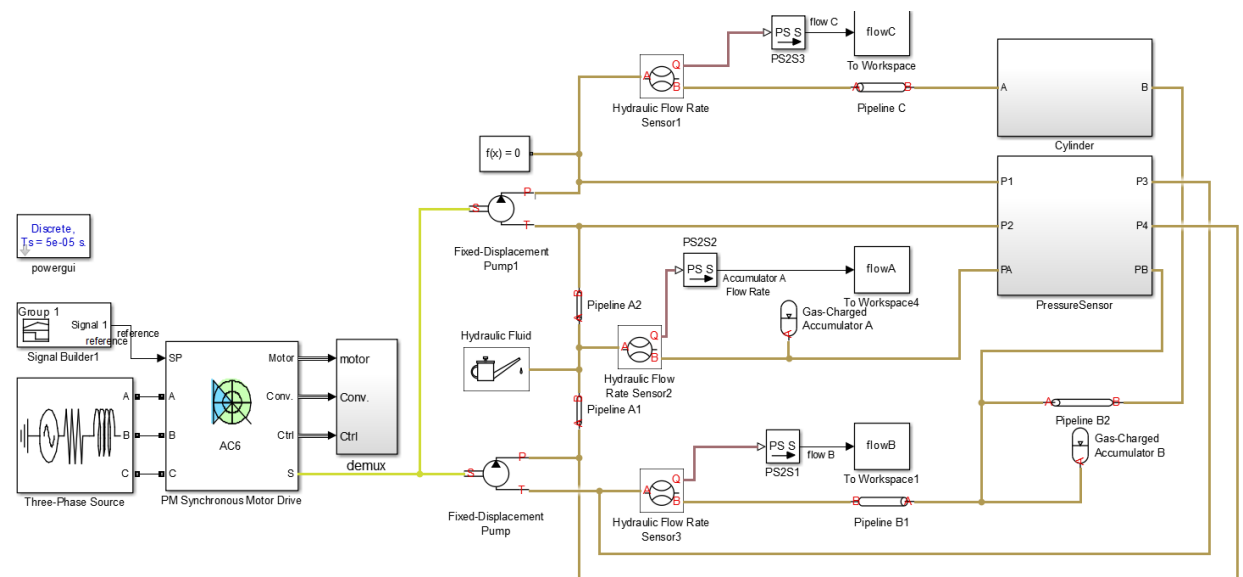 flow C
PS S
flowC
PS2S3
To Workspace
Q
A
B
Hydraulic Flow Rate
Sensor1
A
B
Pipeline C
A
B
Cylinder
f(x) = 0
P
S
T
Fixed-Displacement
Pump1
P1
P3
P2
P4
PA
PB
PressureSensor
Discrete,
Ts = 5e-05 s.
powergui
PS2S2
PS S
Accumulator A
Flow Rate
flowA
To Workspace4
B
Pipeline A2
A
Gas-Charged
Accumulator A
A
Group 1
Signal 1
reference
reference
Signal Builder1
Hydraulic Fluid
Q
A
B
Hydraulic Flow
Rate Sensor2
SP
Motor
motor
A
A
Conv.
Conv.
B
B
AC6
Ctrl
Ctrl
C
C
S
demux
Three-Phase Source
PM Synchronous Motor Drive
B
Pipeline A1
A
A
B
Pipeline B2
Gas-Charged
Accumulator B
A
P
S
T
Fixed-Displacement
Pump
PS S
flow B
flowB
PS2S1
To Workspace1
Q
A
B
Hydraulic Flow Rate
Sensor3
B
A
Pipeline B1